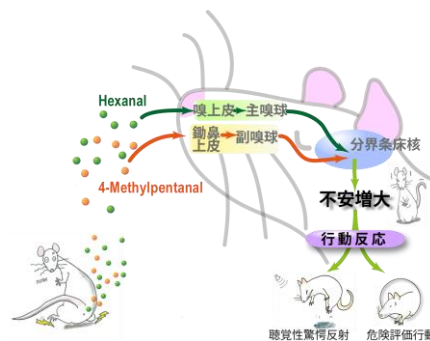 Hexanal
嗅上皮 主嗅球
鋤鼻
上皮
副嗅球
分界条床核
4-Methylpentanal
不安増大
行動反応
聴覚性驚愕反射
危険評価行動